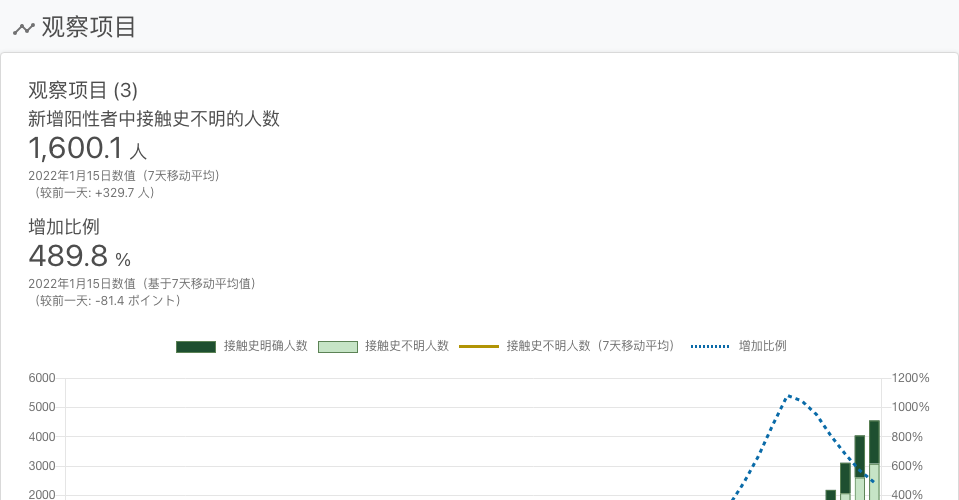 观察项目
观察项目 (3)
新增阳性者中接触史不明的人数
1,600.1 人
2022年1月15日数值（7天移动平均）
（较前一天: +329.7 人）
增加比例
489.8 %
2022年1月15日数值（基于7天移动平均值）
（较前一天: -81.4 ポイント）
接触史明确人数 接触史不明人数 接触史不明人数（7天移动平均） 增加比例
6000 1200%
5000 1000%
4000 800%
3000 600%
2000 400%